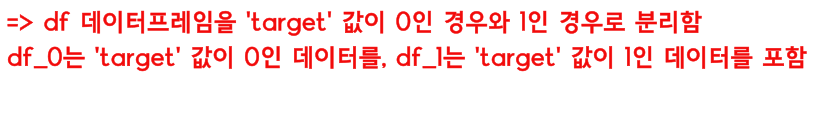 => df 데이터프레임을 'target' 값이 0인 경우와 1인 경우로 분리함
df_0는 'target' 값이 0인 데이터를, df_1는 'target' 값이 1인 데이터를 포함